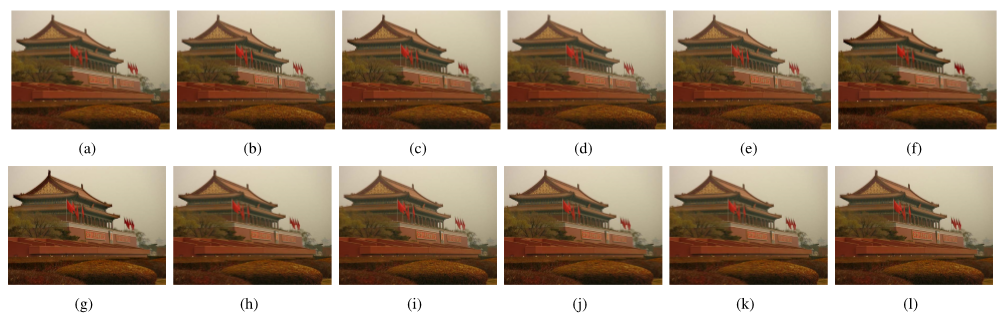 (a) (b) (c) (d) (e) (f)
(g) (h) (i) (j) (k) (l)